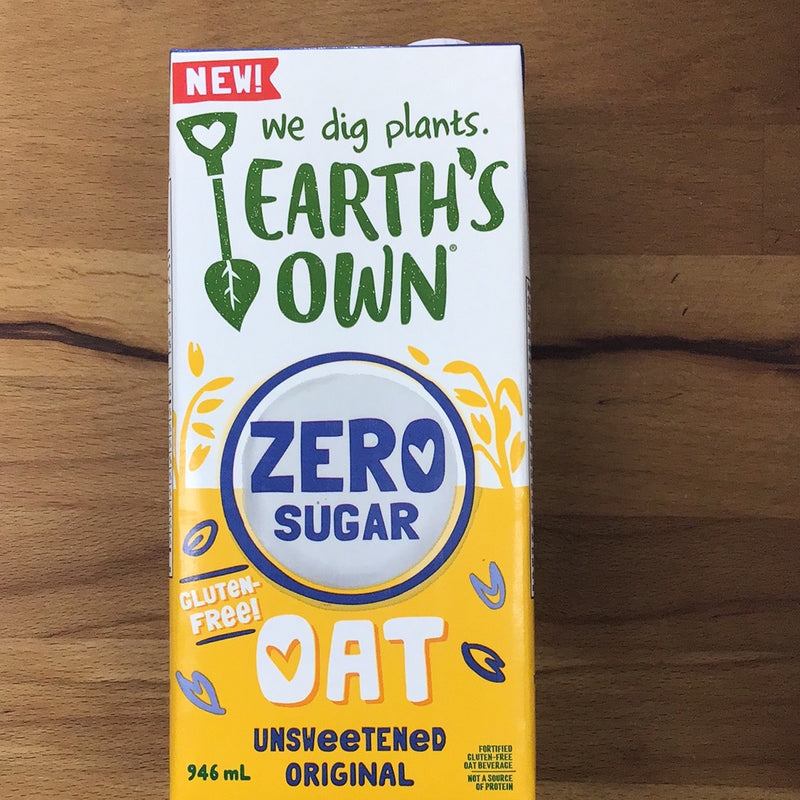 NEW!
we dig plants.
EARTH'S
OWN®
ZERO
SUGAR
GLUTEN-
FREE!
OAT
UNSWEETENED
ORIGINAL
946 mL
FORTIFIED
GLUTEN-FREE
OAT BEVERAGE
NOT A SOURCE
OF PROTEIN